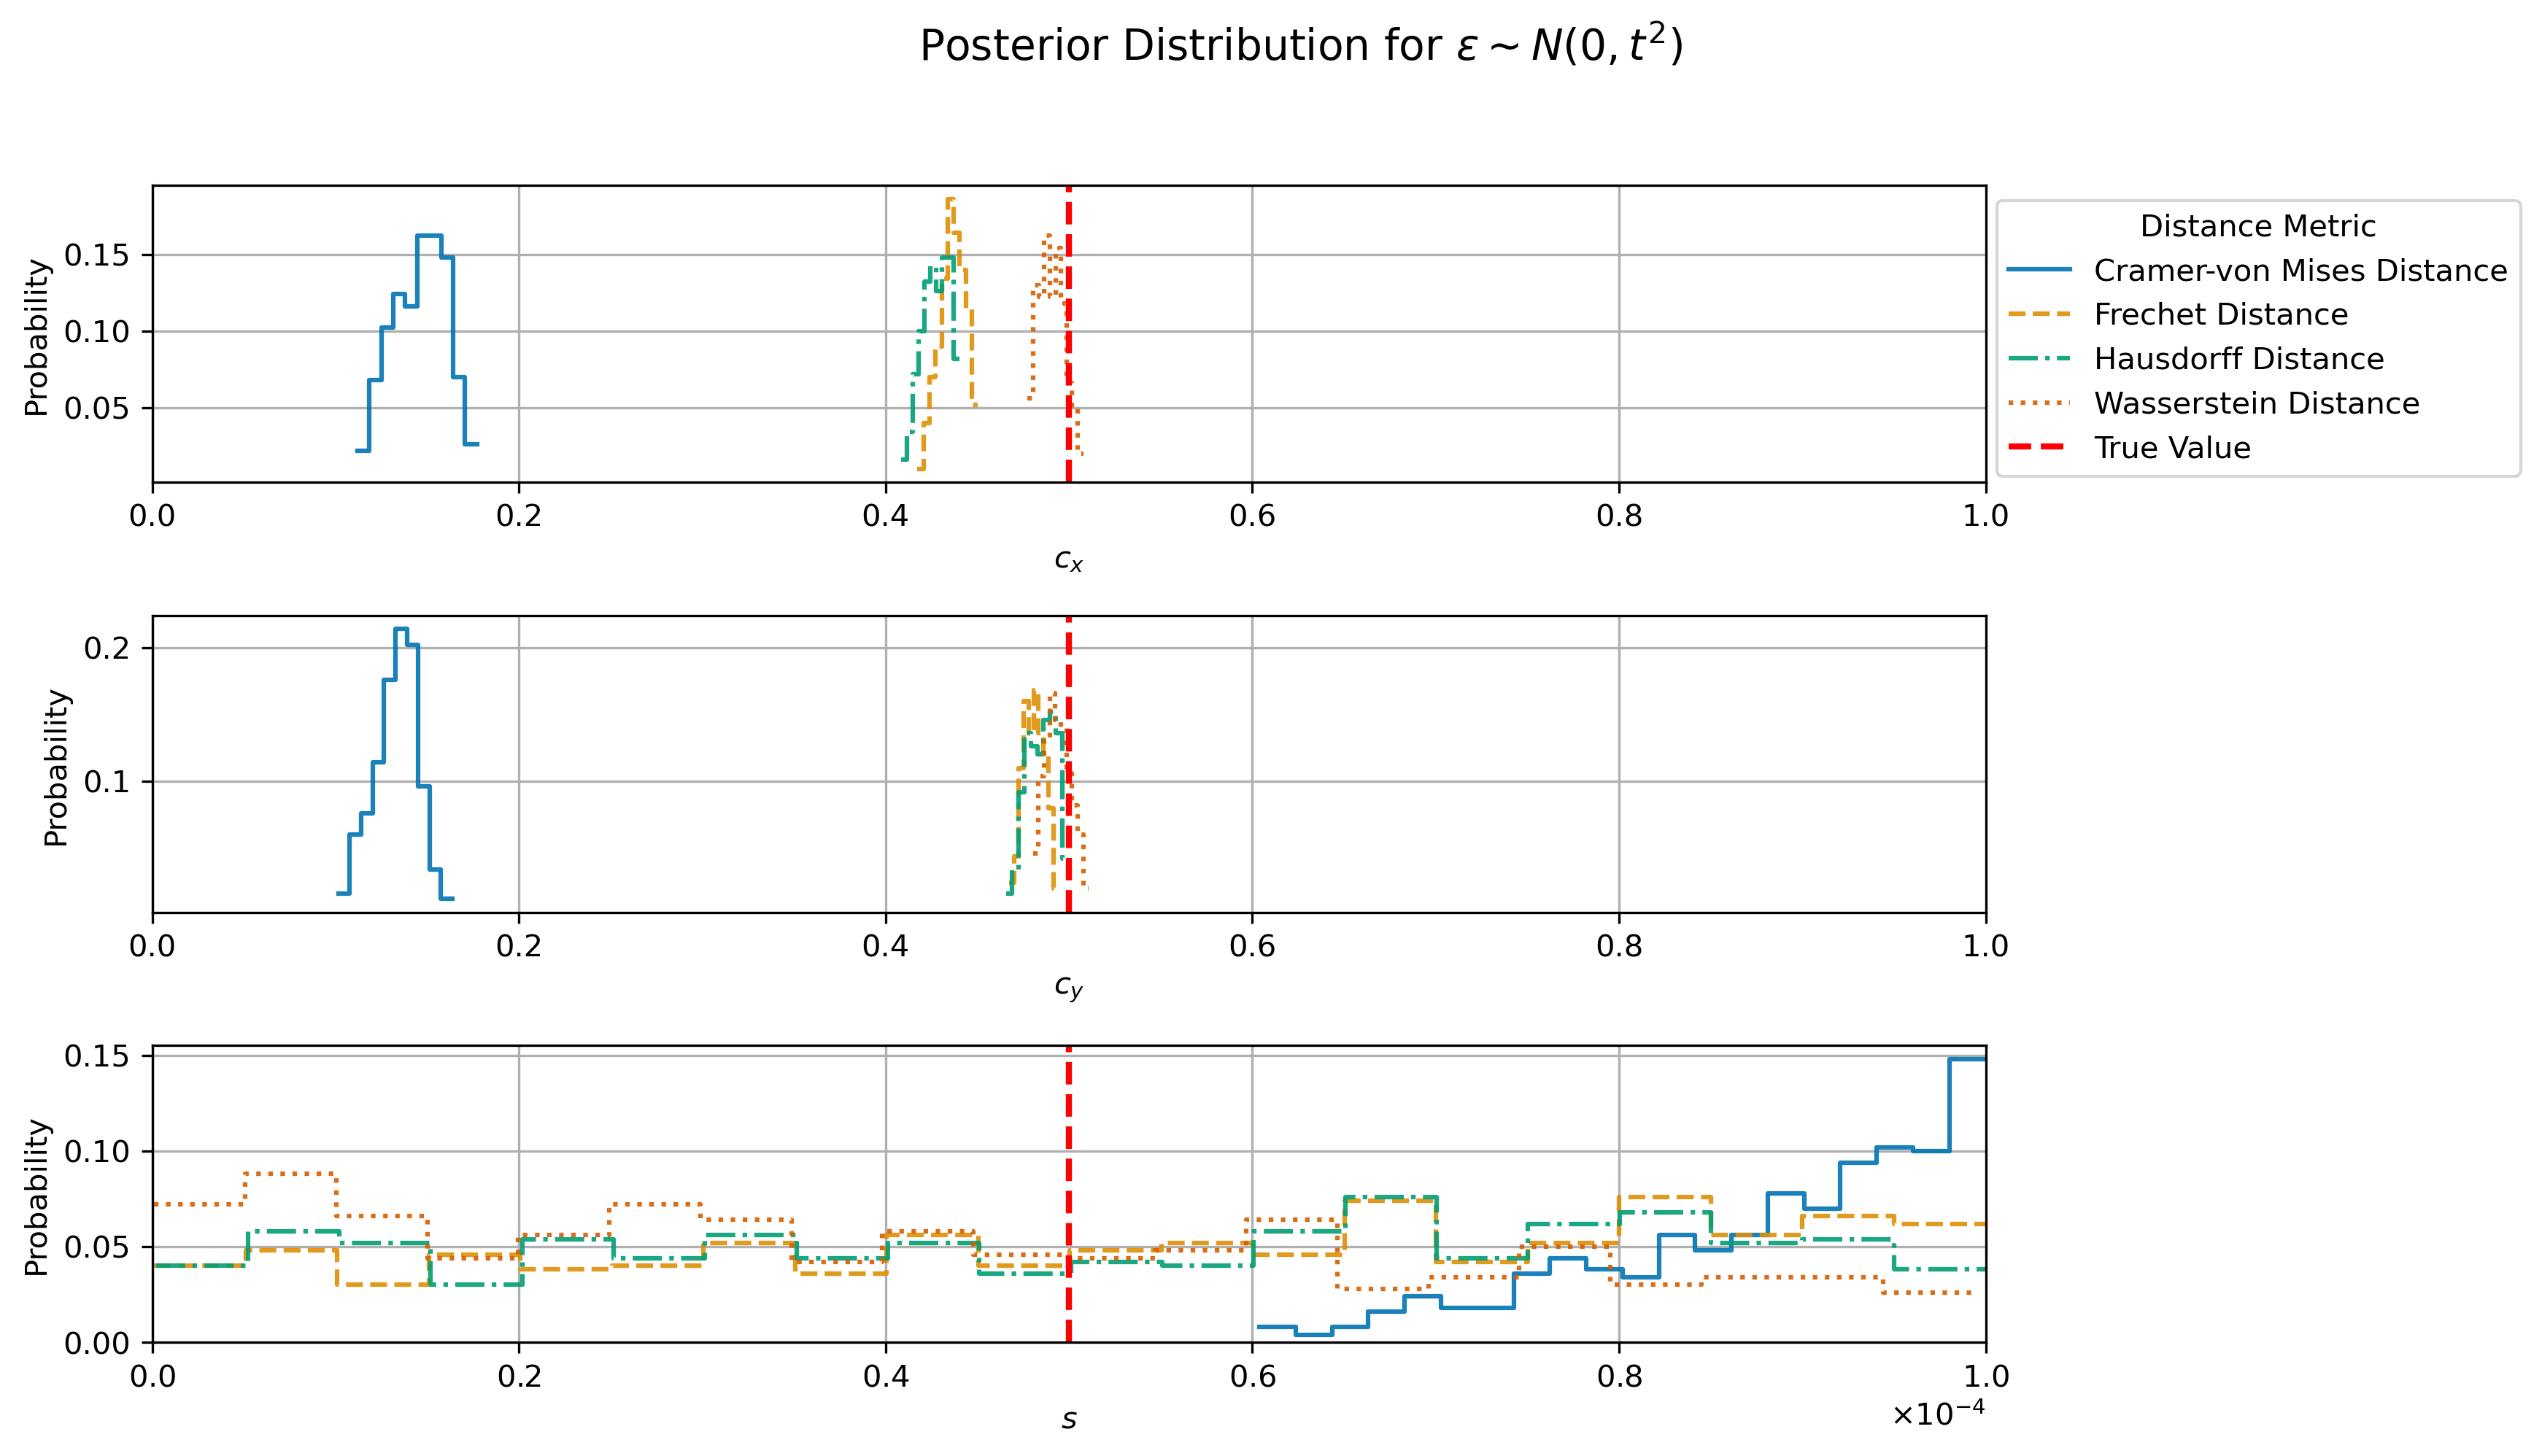 Posterior Distribution for ε ~ N(0, t²)
Probability
0.15
0.10
0.05
0.0 0.2 0.4 0.6 0.8 1.0
c_x
Distance Metric
Cramer-von Mises Distance
Frechet Distance
Hausdorff Distance
Wasserstein Distance
True Value
Probability
0.2
0.1
0.0 0.2 0.4 0.6 0.8 1.0
c_y
Probability
0.15
0.10
0.05
0.00
0.0 0.2 0.4 0.6 0.8 1.0
×10⁻⁴
s